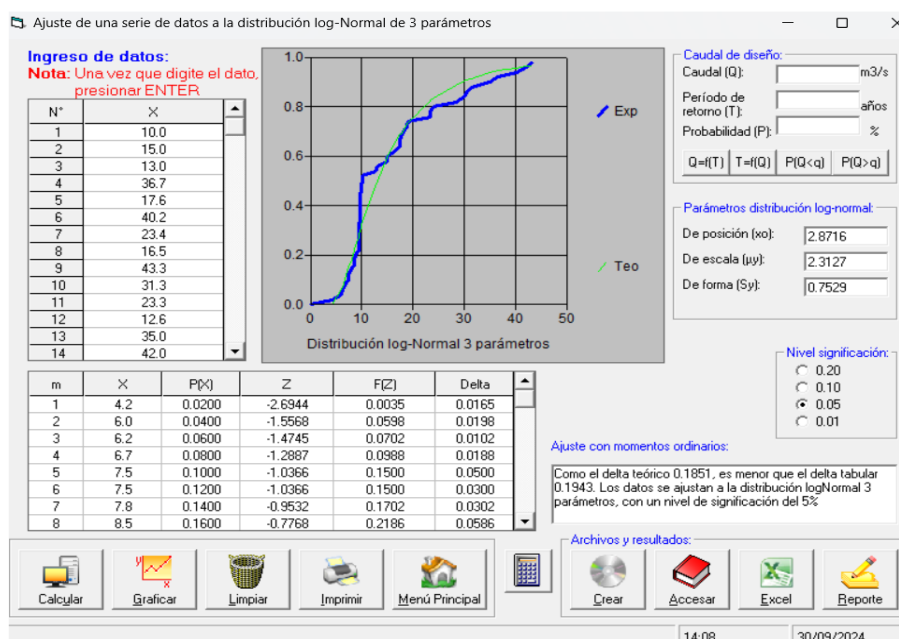 Ajuste de una serie de datos a la distribución log-Normal de 3 parámetros
Ingreso de datos:
Nota: Una vez que digite el dato,
presionar ENTER
N° X
1 10.0
2 15.0
3 13.0
4 36.7
5 17.6
6 40.2
7 23.4
8 16.5
9 43.3
10 31.3
11 23.3
12 12.6
13 35.0
14 42.0
1.0
0.8
0.6
0.4
0.2
0.0
0 10 20 30 40 50
Distribución log-Normal 3 parámetros
Exp
Teo
Caudal de diseño:
Caudal (Q): m3/s
Período de
retorno (T): años
Probabilidad (P): %
Q=f(T) T=f(Q) P(Q<q) P(Q>q)
Parámetros distribución log-normal:
De posición (xo): 2.8716
De escala (µy): 2.3127
De forma (Sy): 0.7529
Nivel significación:
0.20
0.10
0.05
0.01
m X P(X) Z F(Z) Delta
1 4.2 0.0200 -2.6944 0.0035 0.0165
2 6.0 0.0400 -1.5568 0.0598 0.0198
3 6.2 0.0600 -1.4745 0.0702 0.0102
4 6.7 0.0800 -1.2887 0.0988 0.0188
5 7.5 0.1000 -1.0366 0.1500 0.0500
6 7.5 0.1200 -1.0366 0.1500 0.0300
7 7.8 0.1400 -0.9532 0.1702 0.0302
8 8.5 0.1600 -0.7768 0.2186 0.0586
Ajuste con momentos ordinarios:
Como el delta teórico 0.1851, es menor que el delta tabular
0.1943. Los datos se ajustan a la distribución logNormal 3
parámetros, con un nivel de significación del 5%
Archivos y resultados:
Calcular Graficar Limpiar Imprimir Menú Principal Crear Accesar Excel Reporte
14:08 30/09/2024